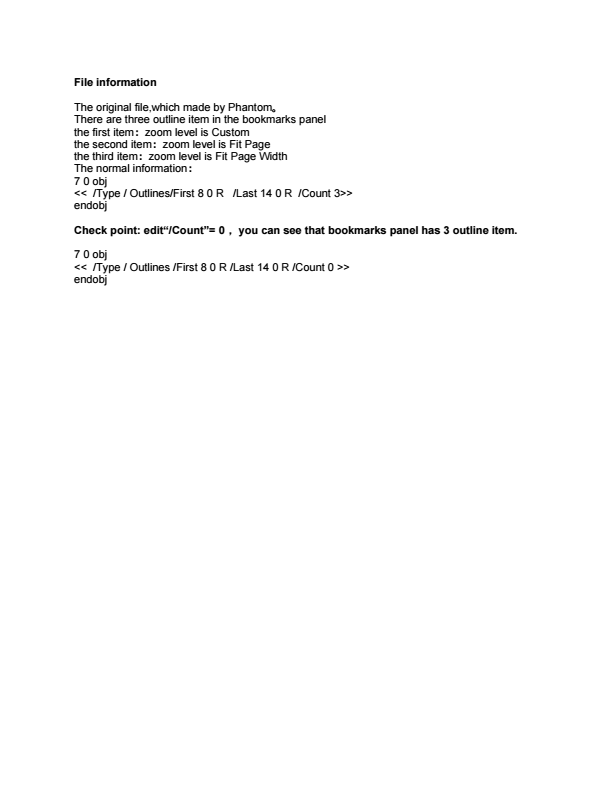 File information
The original file,which made by Phantom。
There are three outline item in the bookmarks panel
the first item：zoom level is Custom
the second item：zoom level is Fit Page
the third item：zoom level is Fit Page Width
The normal information：
7 0 obj
<<  /Type / Outlines/First 8 0 R   /Last 14 0 R  /Count 3>>
endobj
Check point: edit“/Count”= 0 ，you can see that bookmarks panel has 3 outline item.
7 0 obj
<<  /Type / Outlines /First 8 0 R /Last 14 0 R /Count 0 >>
endobj